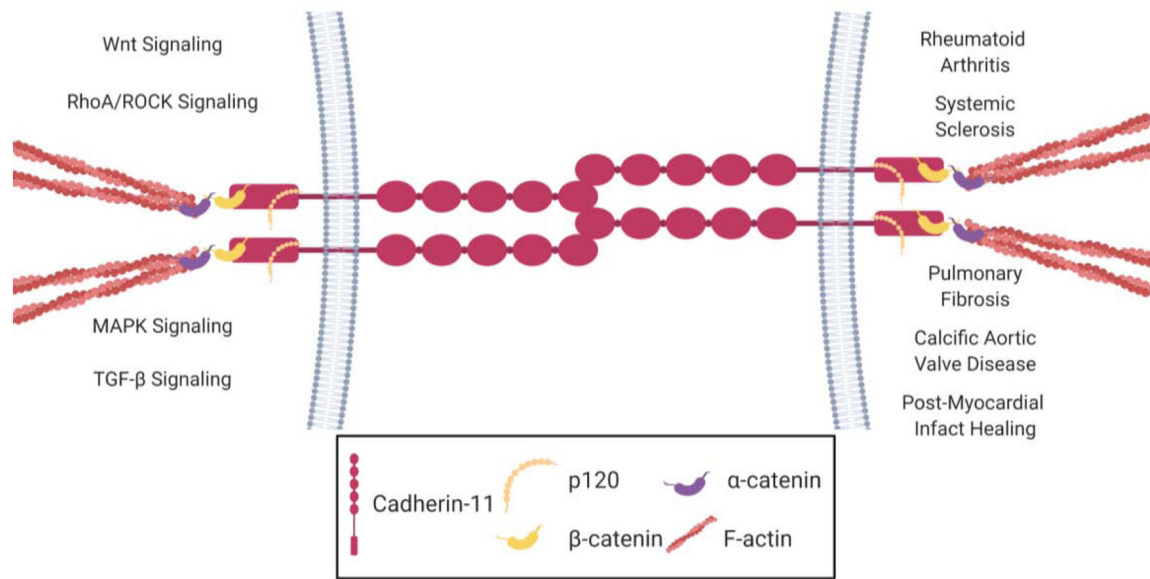 Wnt Signaling
RhoA/ROCK Signaling
MAPK Signaling
TGF-β Signaling
Rheumatoid
Arthritis
Systemic
Sclerosis
Pulmonary
Fibrosis
Calcific Aortic
Valve Disease
Post-Myocardial
Infact Healing
Cadherin-11
p120
β-catenin
α-catenin
F-actin